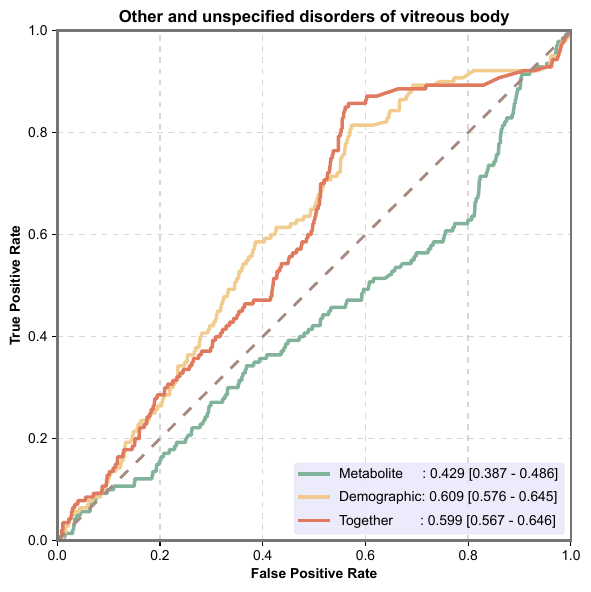 Other and unspecified disorders of vitreous body
True Positive Rate
1.0
0.8
0.6
0.4
0.2
0.0
0.0 0.2 0.4 0.6 0.8 1.0
False Positive Rate
Metabolite : 0.429 [0.387 - 0.486]
Demographic: 0.609 [0.576 - 0.645]
Together : 0.599 [0.567 - 0.646]